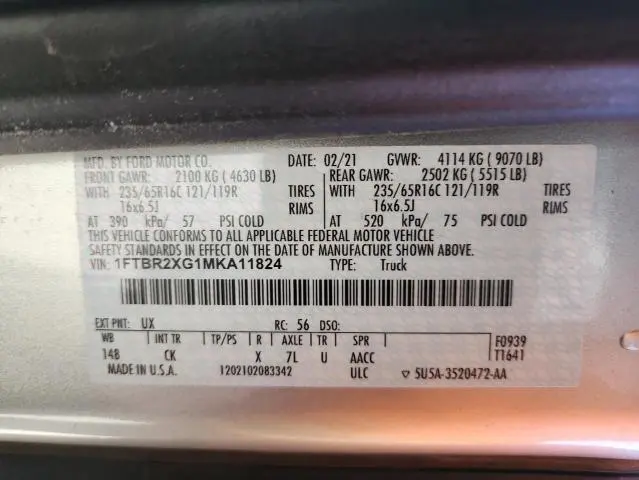 MFD. BY FORD MOTOR CO. DATE: 02/21 GVWR: 4114 KG ( 9070 LB)
FRONT GAWR: 2100 KG ( 4630 LB) REAR GAWR: 2502 KG ( 5515 LB)
WITH 235/65R16C 121/119R TIRES WITH 235/65R16C 121/119R TIRES
16x6.5J RIMS 16x6.5J RIMS
AT 390 kPa/ 57 PSI COLD AT 520 kPa/ 75 PSI COLD
THIS VEHICLE CONFORMS TO ALL APPLICABLE FEDERAL MOTOR VEHICLE
SAFETY STANDARDS IN EFFECT ON THE DATE OF MANUFACTURE SHOWN ABOVE.
VIN: 1FTBR2XG1MKA11824 TYPE: Truck
EXT PNT: UX RC: 56 DSO:
WB INT TR TP/PS R AXLE TR SPR F0939
148 CK X 7L U AACC T1641
MADE IN U.S.A. 1202102083342 ULC ▽ 5U5A-3520472-AA